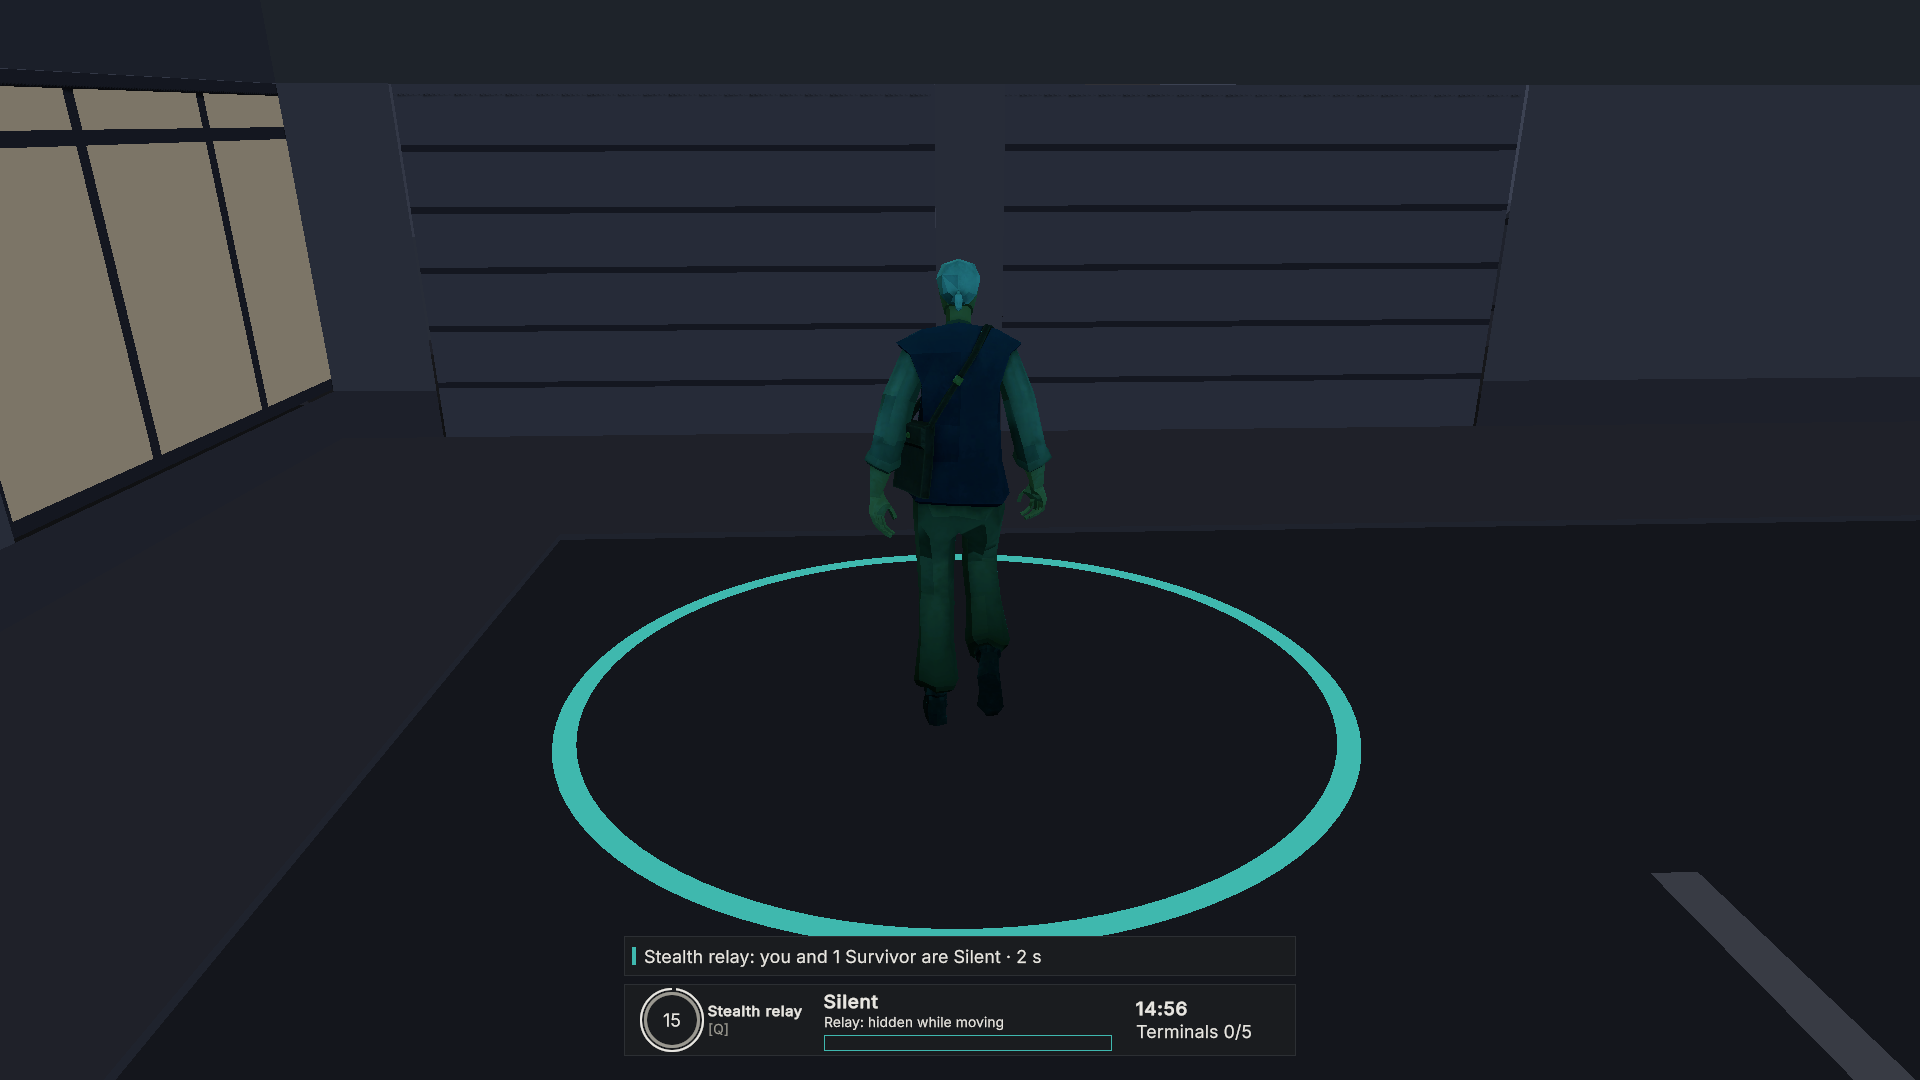 Stealth relay: you and 1 Survivor are Silent · 2 s
15
Stealth relay
[Q]
Silent
Relay: hidden while moving
14:56
Terminals 0/5